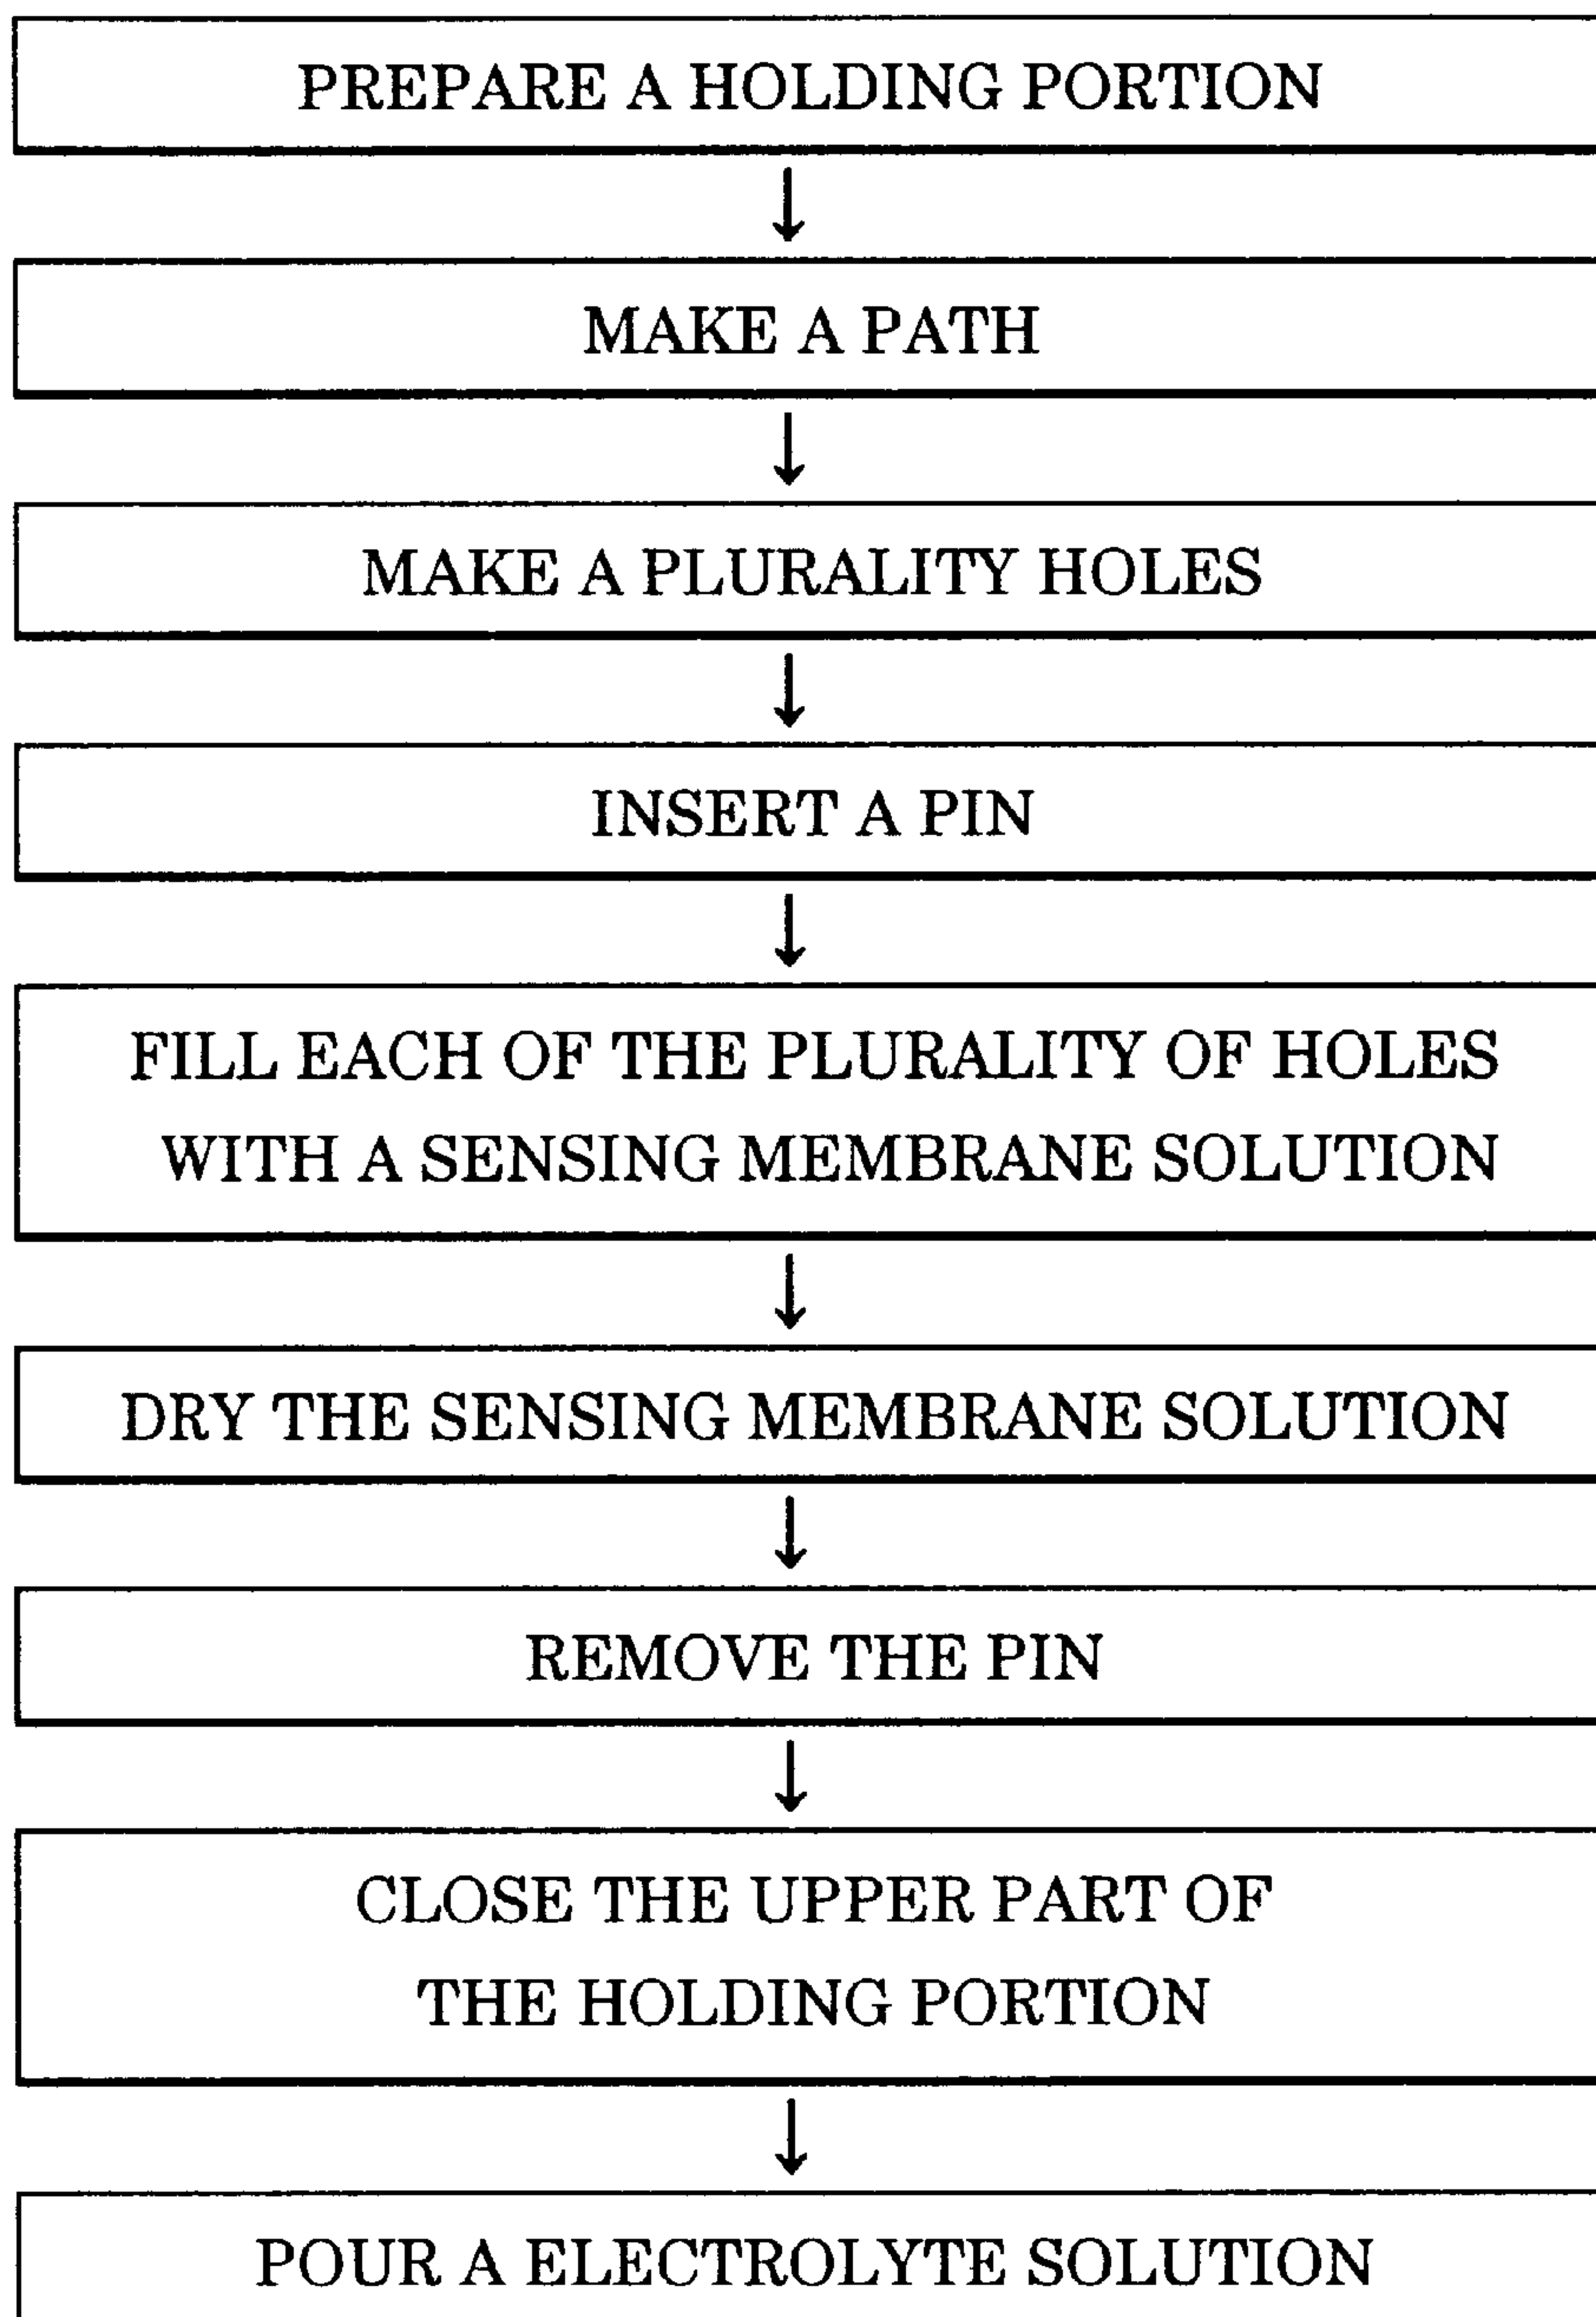 PREPARE A HOLDING PORTION
MAKE A PATH
MAKE A PLURALITY HOLES
INSERT A PIN
FILL EACH OF THE PLURALITY OF HOLES
WITH A SENSING MEMBRANE SOLUTION
DRY THE SENSING MEMBRANE SOLUTION
REMOVE THE PIN
CLOSE THE UPPER PART OF
THE HOLDING PORTION
POUR A ELECTROLYTE SOLUTION